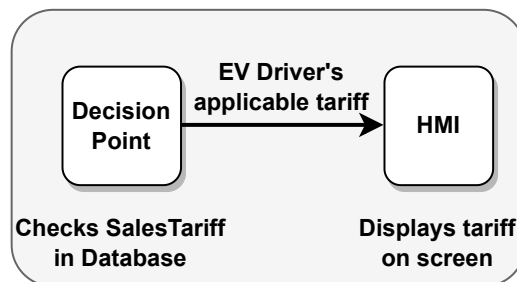 EV Driver's
applicable tariff
Decision
Point
HMI
Checks SalesTariff
in Database
Displays tariff
on screen